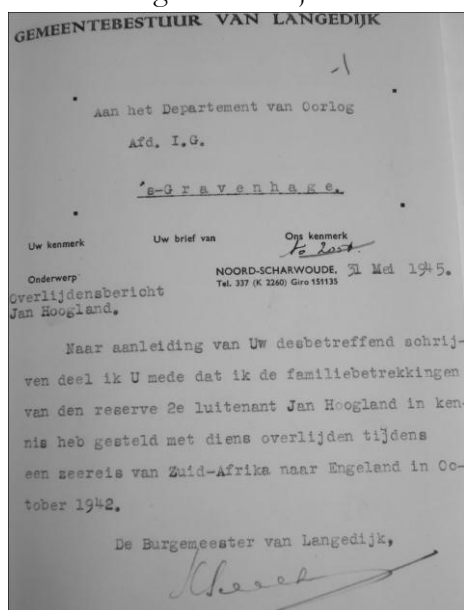 GEMEENTEBESTUUR VAN LANGEDIJK
Aan het Departement van Oorlog
Afd. I.G.
's-Gravenhage.
Uw kenmerk Uw brief van Ons kenmerk
No
Onderwerp
NOORD-SCHARWOUDE, 31 Mei 1945.
Tel. 337 (K 2260) Giro 151135
Overlijdensbericht
Jan Hoogland.
Naar aanleiding van Uw desbetreffend schrij-
ven deel ik U mede dat ik de familiebetrekkingen
van den reserve 2e luitenant Jan Hoogland in ken-
nis heb gesteld met diens overlijden tijdens
een zeereis van Zuid-Afrika naar Engeland in Oc-
tober 1942.
De Burgemeester van Langedijk,